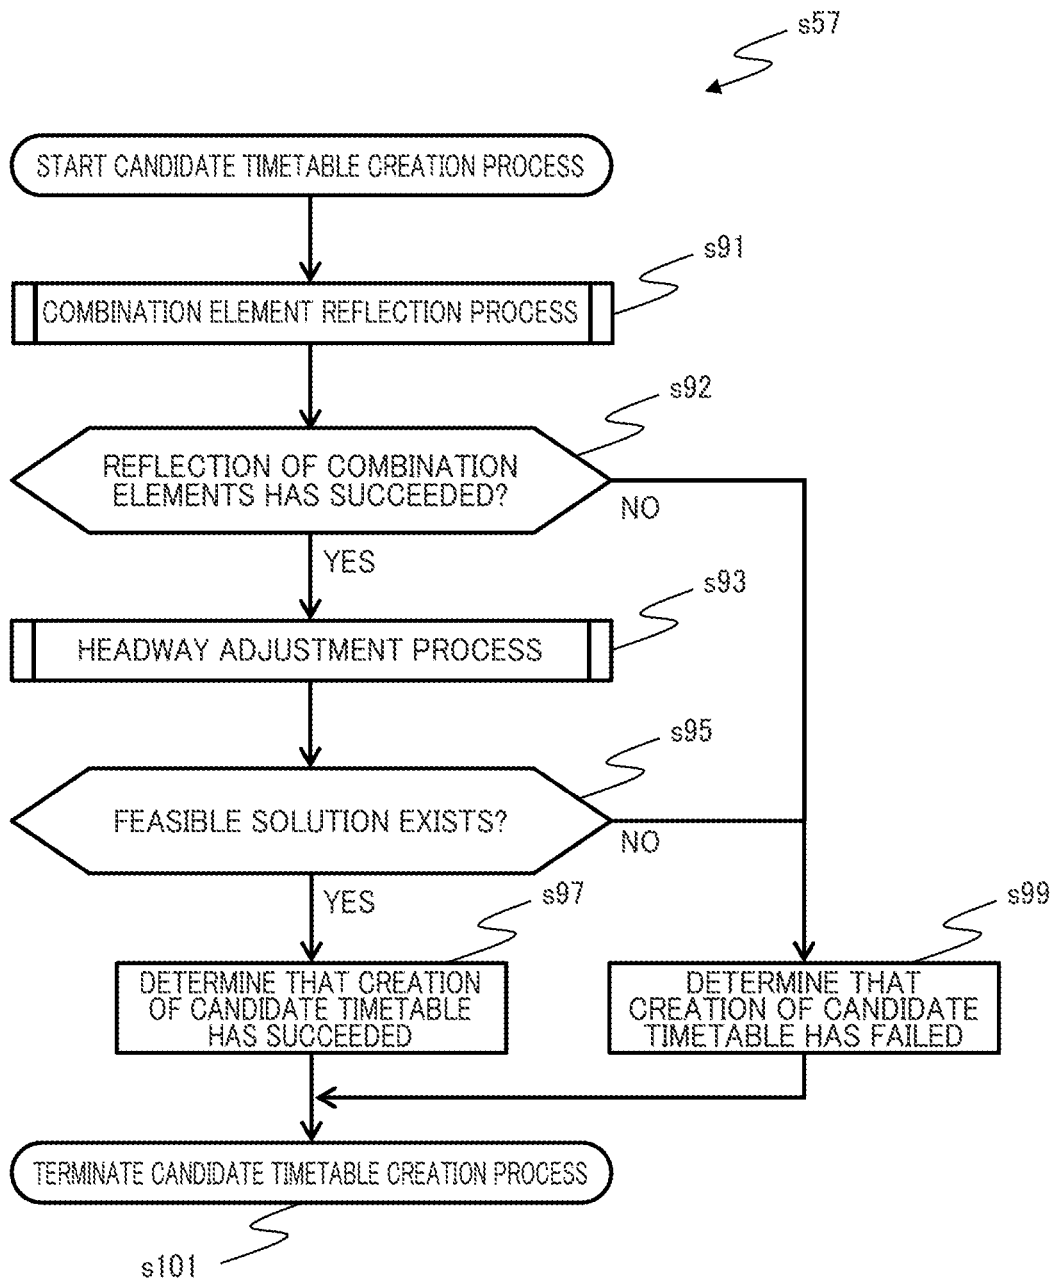 s57
START CANDIDATE TIMETABLE CREATION PROCESS
s91
COMBINATION ELEMENT REFLECTION PROCESS
s92
REFLECTION OF COMBINATION
ELEMENTS HAS SUCCEEDED?
NO
YES
s93
HEADWAY ADJUSTMENT PROCESS
s95
FEASIBLE SOLUTION EXISTS?
NO
YES
s97
s99
DETERMINE THAT CREATION
OF CANDIDATE TIMETABLE
HAS SUCCEEDED
DETERMINE THAT
CREATION OF CANDIDATE
TIMETABLE HAS FAILED
TERMINATE CANDIDATE TIMETABLE CREATION PROCESS
s101